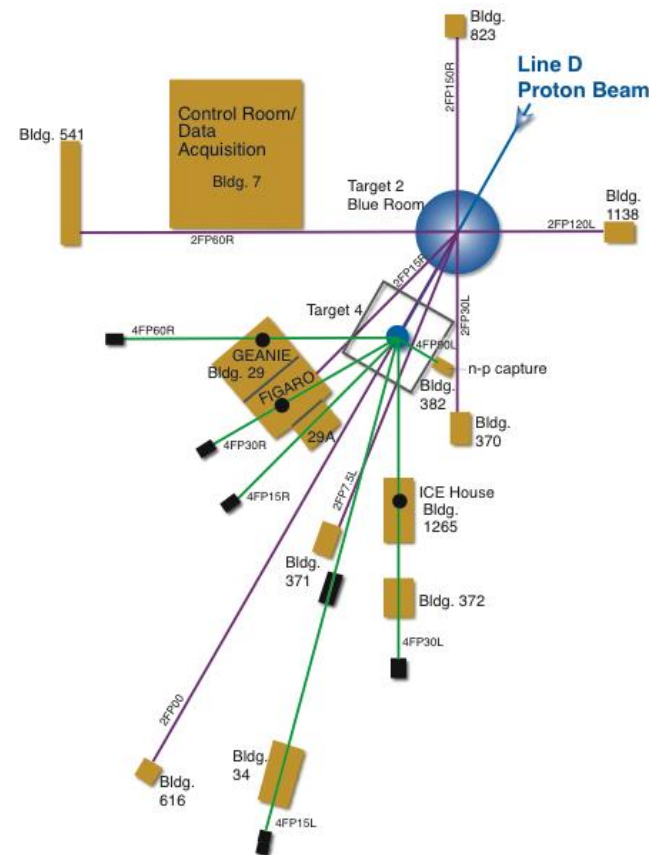 Bldg.
823
2FP150R
Line D
Proton Beam
Control Room/
Data
Acquisition
Bldg. 7
Bldg. 541
Target 2
Blue Room
Bldg.
1138
2FP120L
2FP60R
2FP15R
2FP30L
Target 4
4FP60R
4FP90L
GEANIE
Bldg. 29
n-p capture
FIGARO
Bldg.
382
Bldg.
370
29A
4FP30R
4FP15R
2FP7.5L
ICE House
Bldg.
1265
Bldg.
371
Bldg. 372
4FP30L
2FP00
Bldg.
34
Bldg.
616
4FP15L